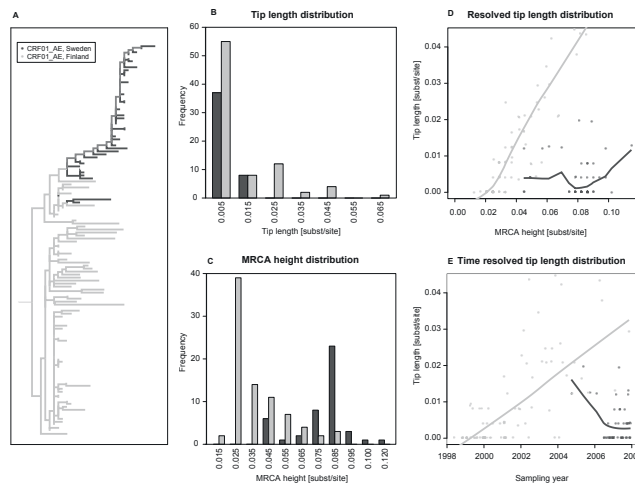 A
CRF01_AE, Sweden
CRF01_AE, Finland
B
Tip length distribution
Frequency
60
50
40
30
20
10
0
0.005
0.015
0.025
0.035
0.045
0.055
0.065
Tip length [subst/site]
C
MRCA height distribution
Frequency
40
30
20
10
0
0.015
0.025
0.035
0.045
0.055
0.065
0.075
0.085
0.095
0.100
0.120
MRCA height [subst/site]
D
Resolved tip length distribution
Tip length [subst/site]
0.04
0.03
0.02
0.01
0.00
0.00 0.02 0.04 0.06 0.08 0.10
MRCA height [subst/site]
E Time resolved tip length distribution
Tip length [subst/site]
0.04
0.03
0.02
0.01
0.00
1998 2000 2002 2004 2006 2008
Sampling year